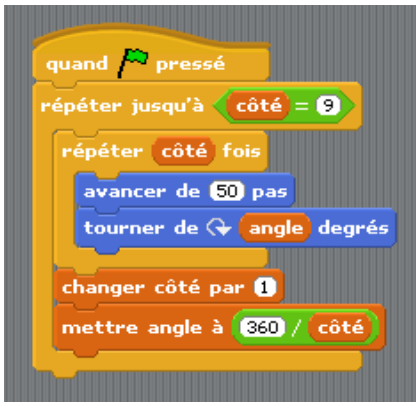 quand pressé
répéter jusqu'à côté = 9
répéter côté fois
avancer de 50 pas
tourner de angle degrés
changer côté par 1
mettre angle à 360 / côté